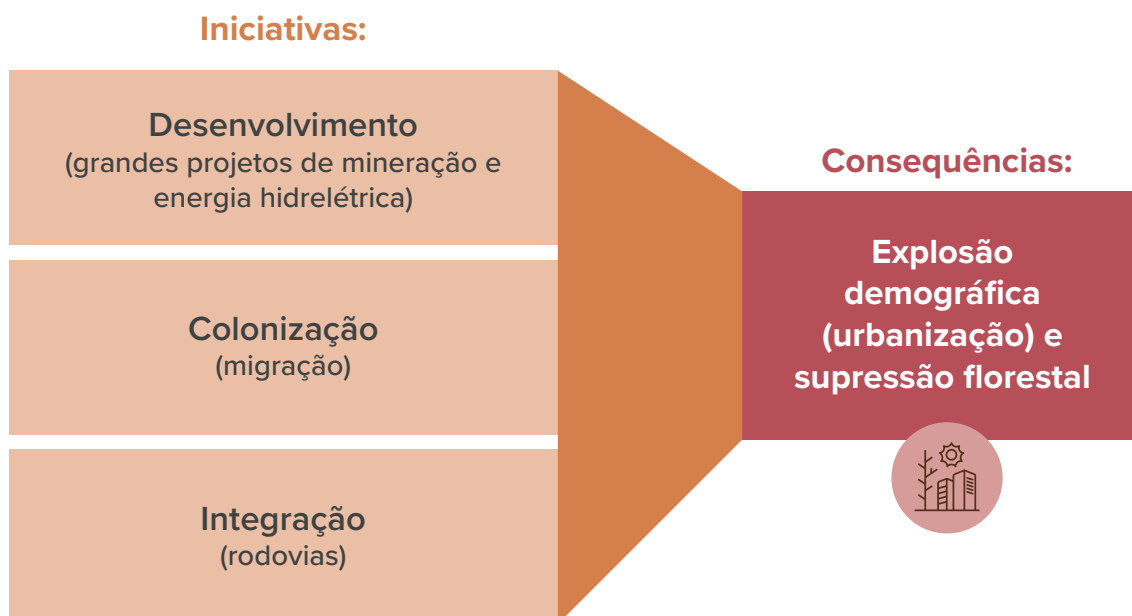 Iniciativas:
Desenvolvimento
(grandes projetos de mineração e
energia hidrelétrica)
Colonização
(migração)
Integração
(rodovias)
Consequências:
Explosão
demográfica
(urbanização) e
supressão florestal